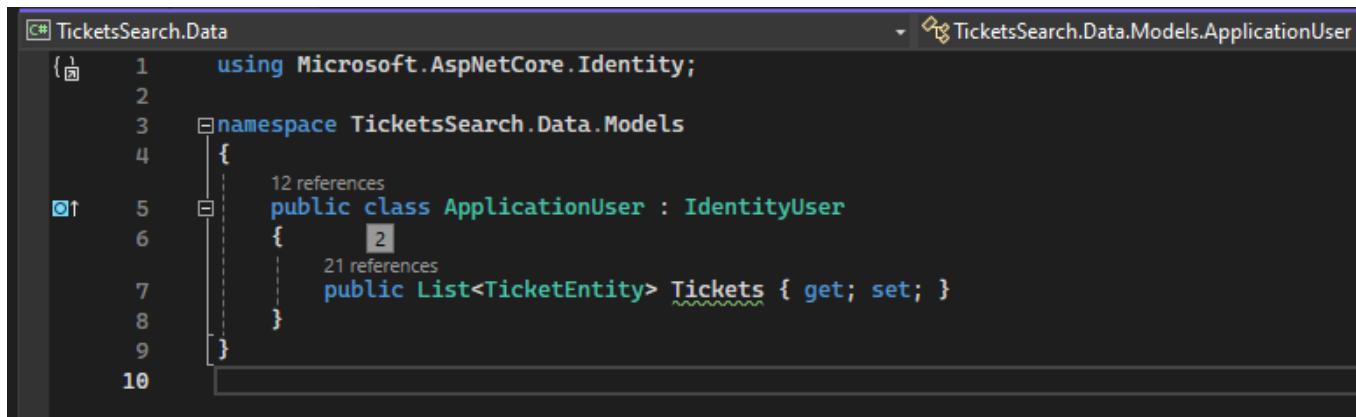 C# TicketsSearch.Data TicketsSearch.Data.Models.ApplicationUser
1 using Microsoft.AspNetCore.Identity;
2
3 namespace TicketsSearch.Data.Models
4 {
12 references
5 public class ApplicationUser : IdentityUser
6 { 2
21 references
7 public List<TicketEntity> Tickets { get; set; }
8 }
9 }
10